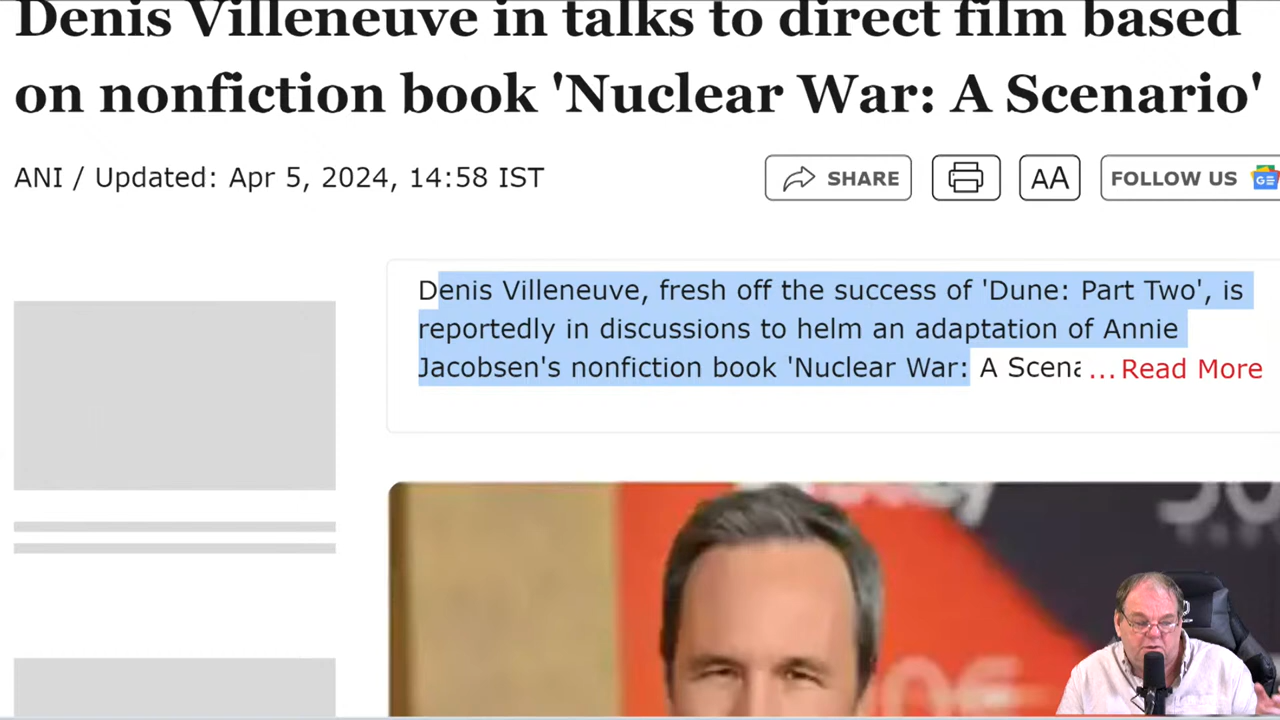 Denis Villeneuve in talks to direct film based
on nonfiction book 'Nuclear War: A Scenario'
ANI / Updated: Apr 5, 2024, 14:58 IST
SHARE
AA
FOLLOW US
Denis Villeneuve, fresh off the success of 'Dune: Part Two', is
reportedly in discussions to helm an adaptation of Annie
Jacobsen's nonfiction book 'Nuclear War: A Scena ... Read More